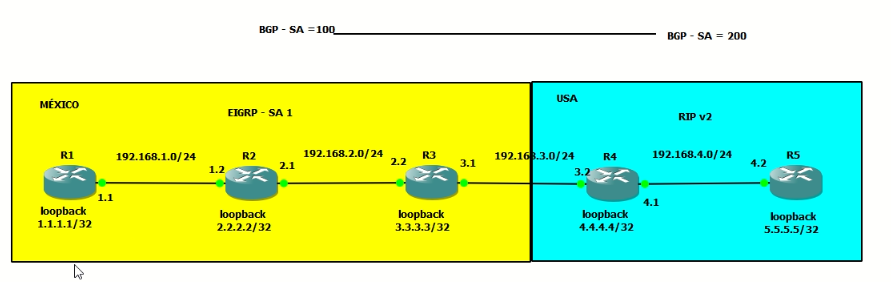 BGP - SA =100
BGP - SA = 200
MÉXICO
EIGRP - SA 1
USA
RIP v2
R1
192.168.1.0/24
R2
192.168.2.0/24
R3
192.168.3.0/24
R4
192.168.4.0/24
R5
1.1
1.2
2.1
2.2
3.1
3.2
4.1
4.2
loopback
1.1.1.1/32
loopback
2.2.2.2/32
loopback
3.3.3.3/32
loopback
4.4.4.4/32
loopback
5.5.5.5/32